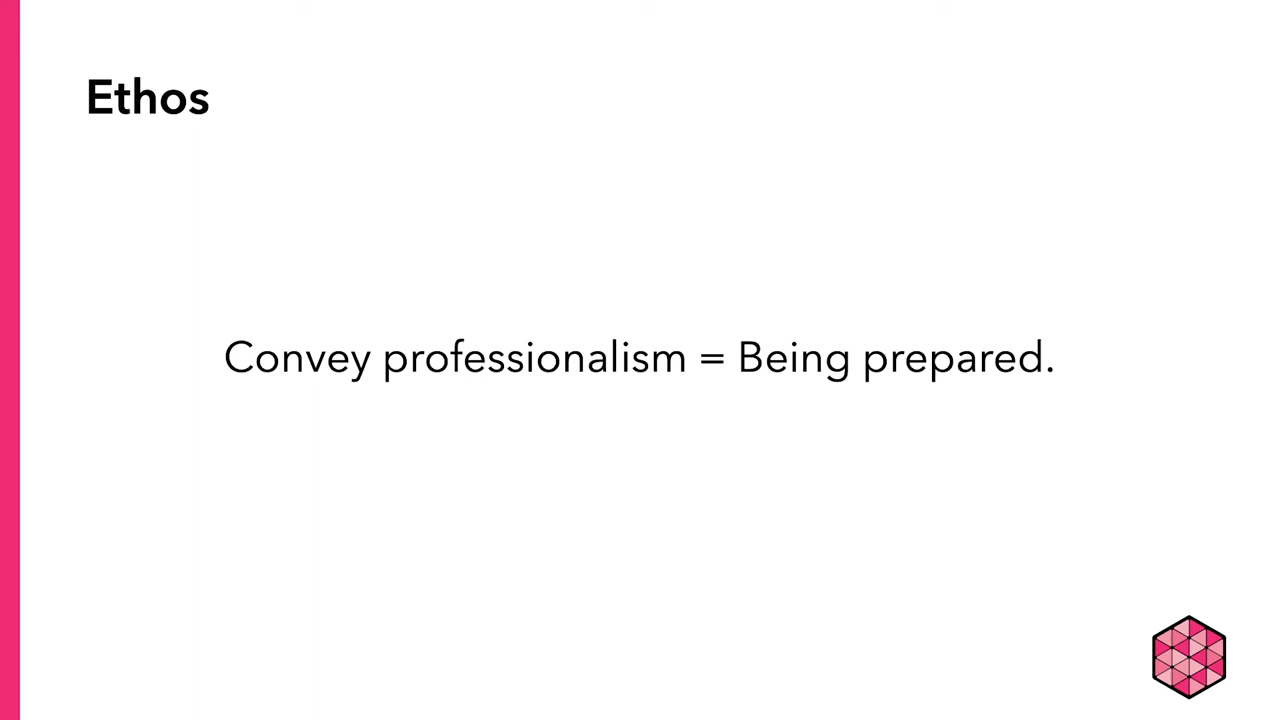 Ethos
Convey professionalism = Being prepared.